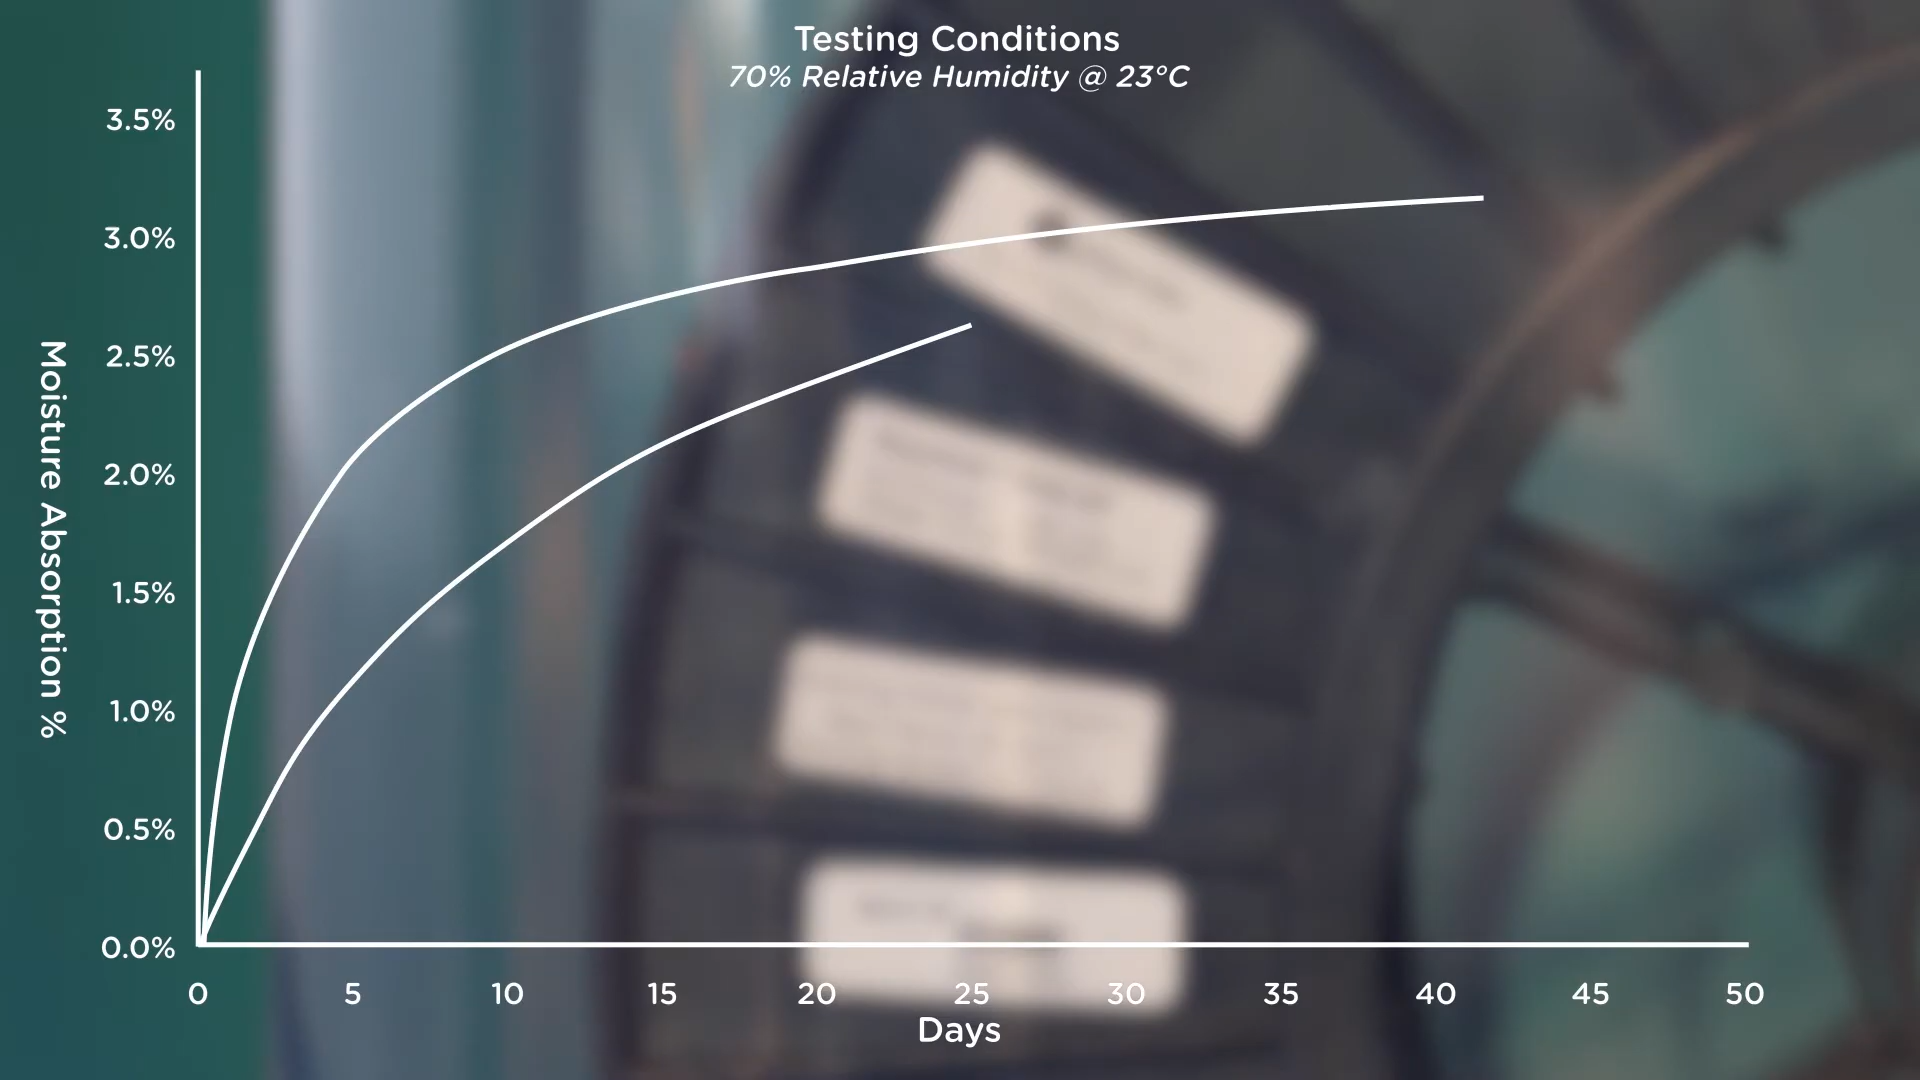 Testing Conditions
70% Relative Humidity @ 23°C
3.5%
3.0%
2.5%
2.0%
1.5%
1.0%
0.5%
0.0%
Moisture Absorption %
0 5 10 15 20 25 30 35 40 45 50
Days